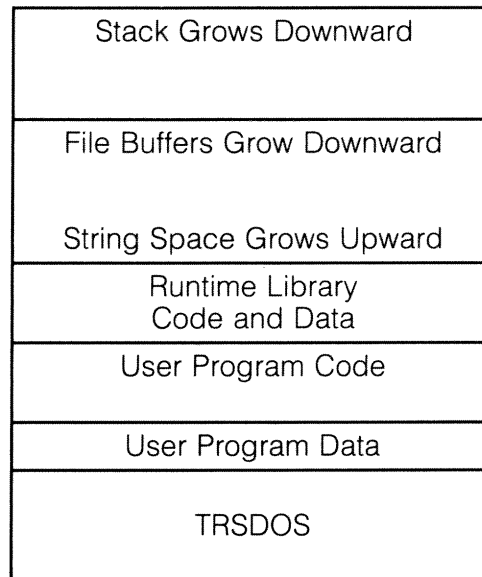 Stack Grows Downward
File Buffers Grow Downward
String Space Grows Upward
Runtime Library
Code and Data
User Program Code
User Program Data
TRSDOS